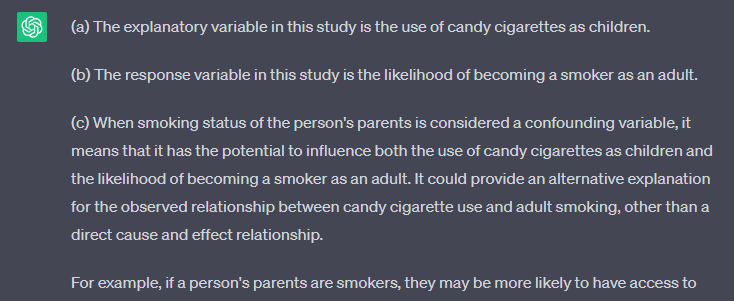 (a) The explanatory variable in this study is the use of candy cigarettes as children.
(b) The response variable in this study is the likelihood of becoming a smoker as an adult.
(c) When smoking status of the person's parents is considered a confounding variable, it
means that it has the potential to influence both the use of candy cigarettes as children and
the likelihood of becoming a smoker as an adult. It could provide an alternative explanation
for the observed relationship between candy cigarette use and adult smoking, other than a
direct cause and effect relationship.
For example, if a person's parents are smokers, they may be more likely to have access to